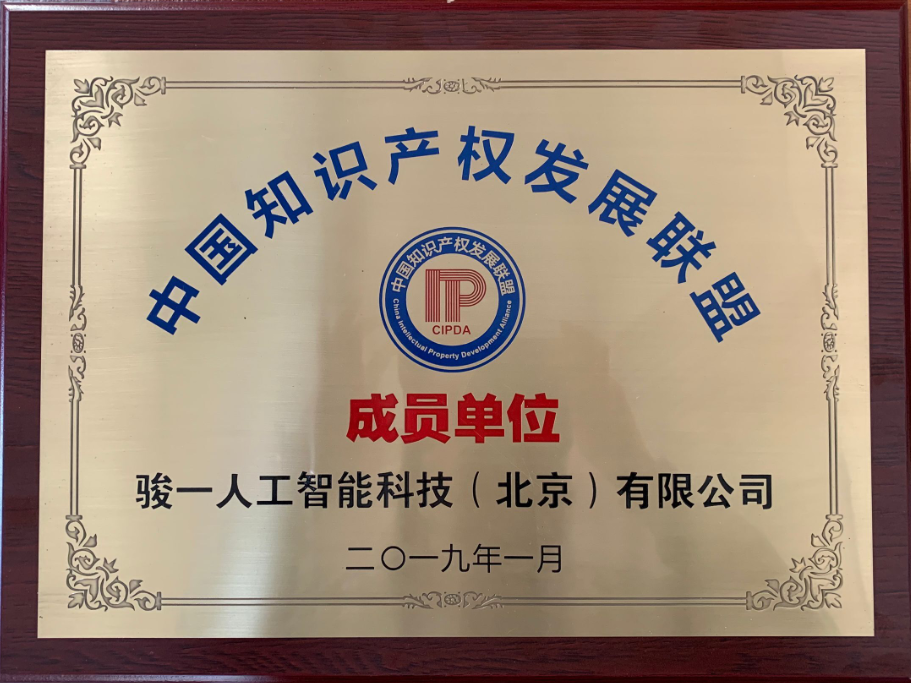 中国知识产权发展联盟
中国知识产权发展联盟
CIPDA
China Intellectual Property Development Alliance
成员单位
骏一人工智能科技（北京）有限公司
二〇一九年一月